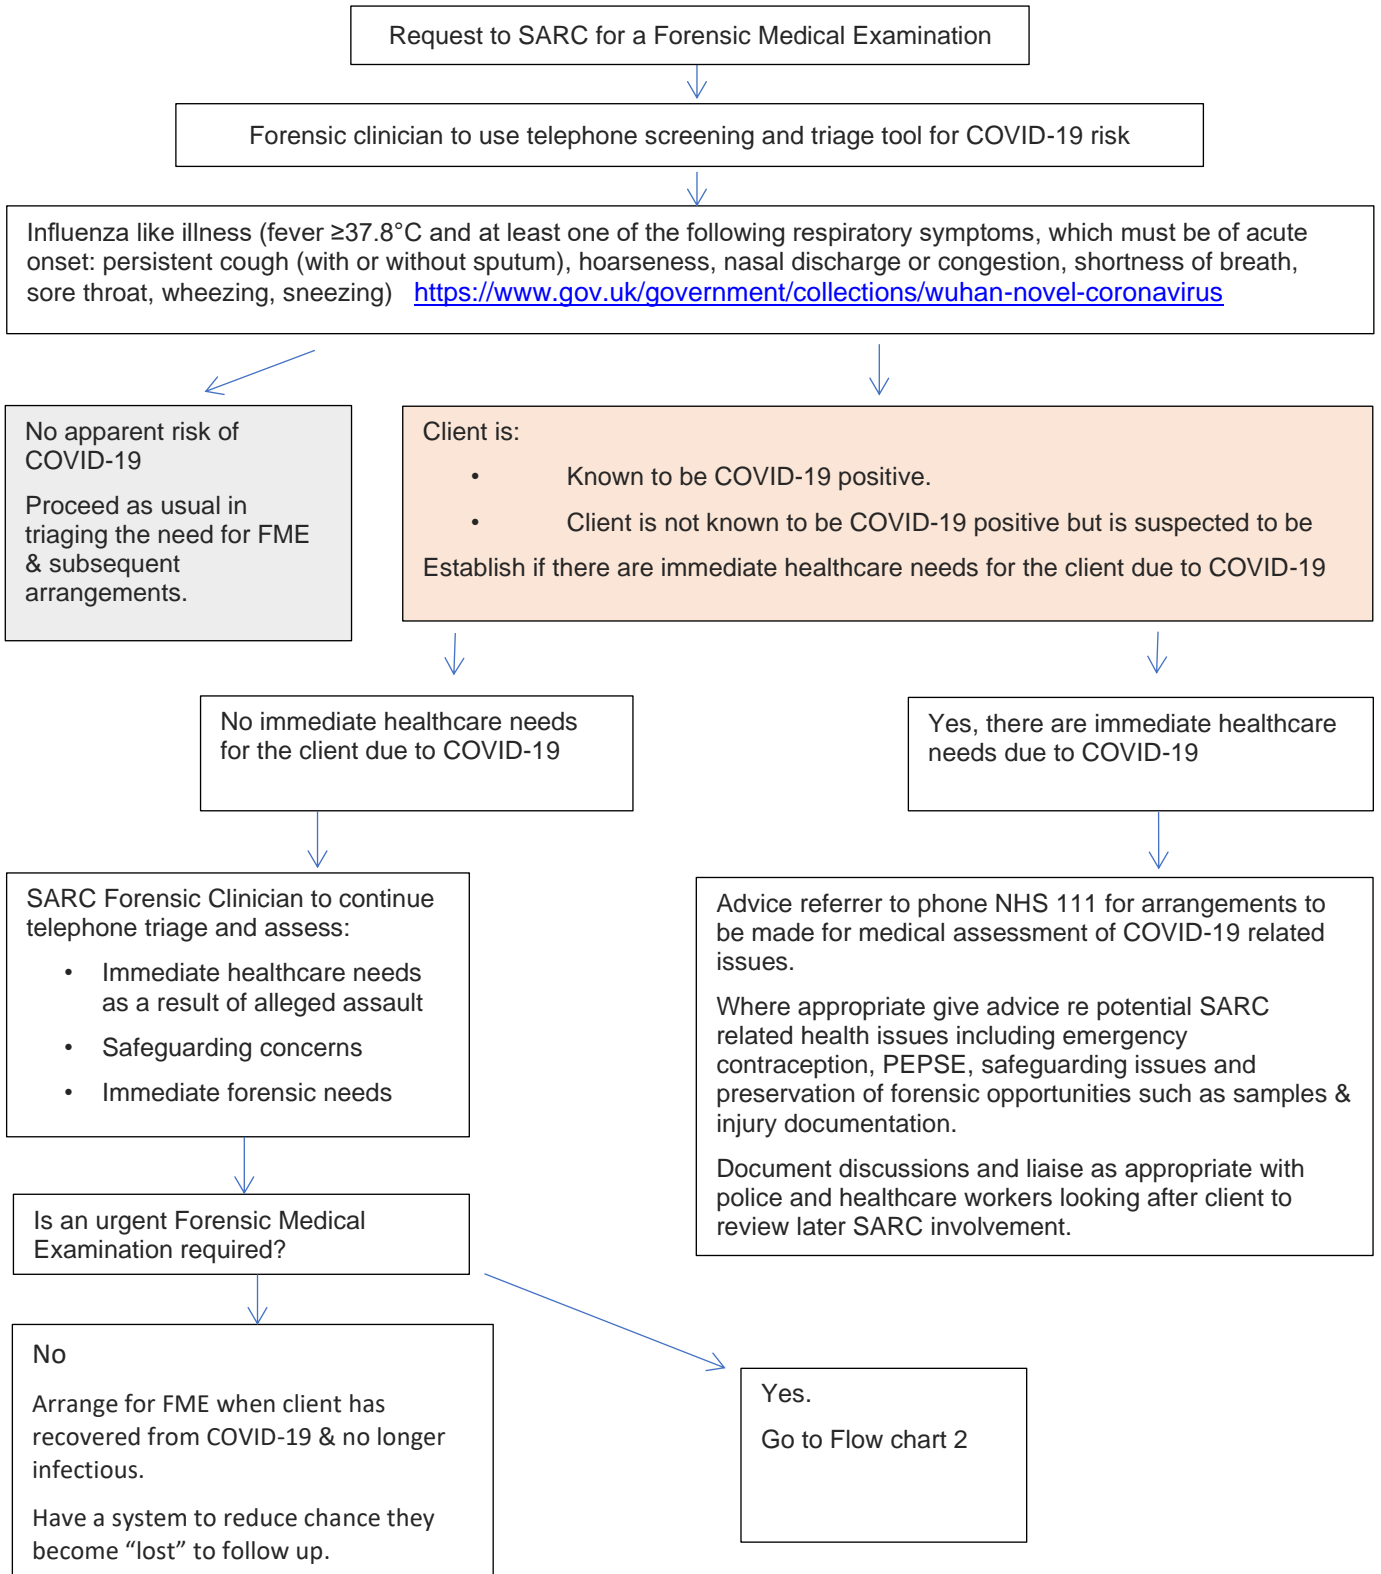 Request to SARC for a Forensic Medical Examination
Forensic clinician to use telephone screening and triage tool for COVID-19 risk
Influenza like illness (fever ≥37.8°C and at least one of the following respiratory symptoms, which must be of acute
onset: persistent cough (with or without sputum), hoarseness, nasal discharge or congestion, shortness of breath,
sore throat, wheezing, sneezing) https://www.gov.uk/government/collections/wuhan-novel-coronavirus
No apparent risk of
COVID-19
Proceed as usual in
triaging the need for FME
& subsequent
arrangements.
Client is:
• Known to be COVID-19 positive.
• Client is not known to be COVID-19 positive but is suspected to be
Establish if there are immediate healthcare needs for the client due to COVID-19
No immediate healthcare needs
for the client due to COVID-19
Yes, there are immediate healthcare
needs due to COVID-19
SARC Forensic Clinician to continue
telephone triage and assess:
• Immediate healthcare needs
as a result of alleged assault
• Safeguarding concerns
• Immediate forensic needs
Advice referrer to phone NHS 111 for arrangements to
be made for medical assessment of COVID-19 related
issues.
Where appropriate give advice re potential SARC
related health issues including emergency
contraception, PEPSE, safeguarding issues and
preservation of forensic opportunities such as samples &
injury documentation.
Document discussions and liaise as appropriate with
police and healthcare workers looking after client to
review later SARC involvement.
Is an urgent Forensic Medical
Examination required?
No
Arrange for FME when client has
recovered from COVID-19 & no longer
infectious.
Have a system to reduce chance they
become “lost” to follow up.
Yes.
Go to Flow chart 2